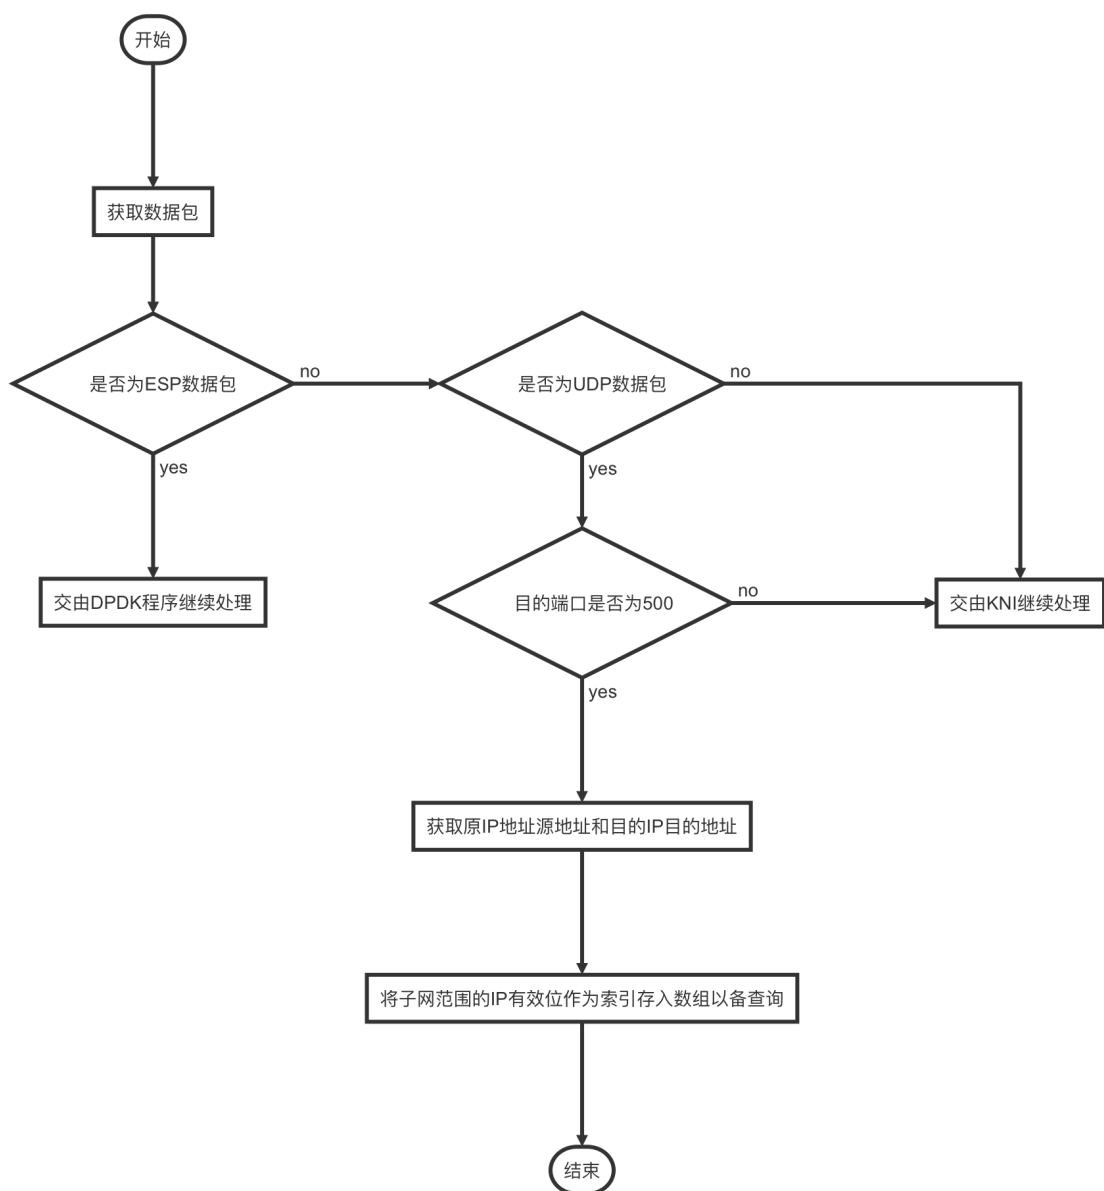 开始
获取数据包
是否为ESP数据包
no
是否为UDP数据包
no
yes
yes
交由DPDK程序继续处理
目的端口是否为500
no
交由KNI继续处理
yes
获取原IP地址源地址和目的IP目的地址
将子网范围的IP有效位作为索引存入数组以备查询
结束